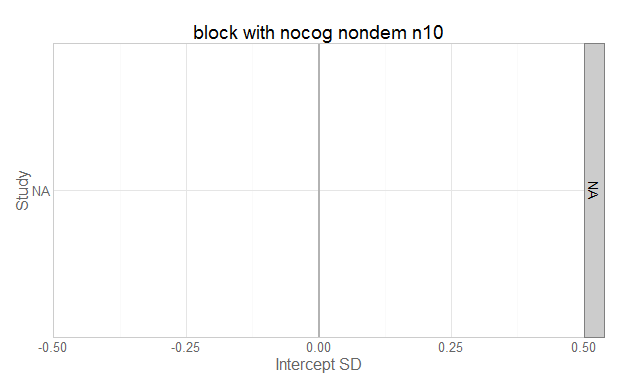 block with nocog nondem n10
Study
NA
NA
-0.50 -0.25 0.00 0.25 0.50
Intercept SD